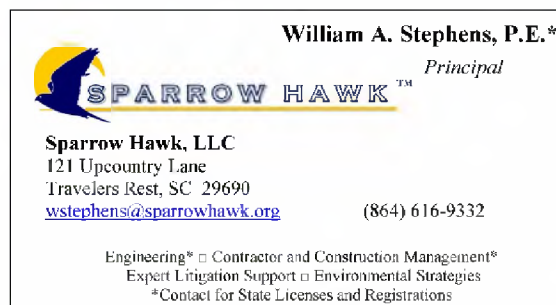 William A. Stephens, P.E.*
Principal
SPARROW HAWK™
Sparrow Hawk, LLC
121 Upcountry Lane
Travelers Rest, SC 29690
wstephens@sparrowhawk.org (864) 616-9332
Engineering* □ Contractor and Construction Management*
Expert Litigation Support □ Environmental Strategies
*Contact for State Licenses and Registrations